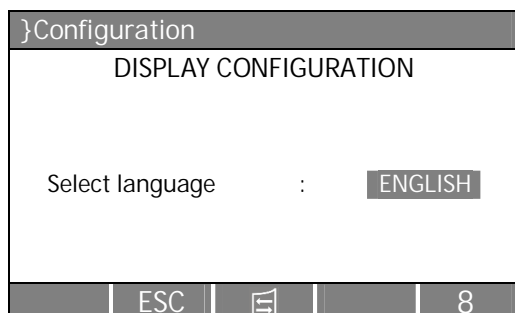 }Configuration
DISPLAY CONFIGURATION
Select language : ENGLISH
ESC 8